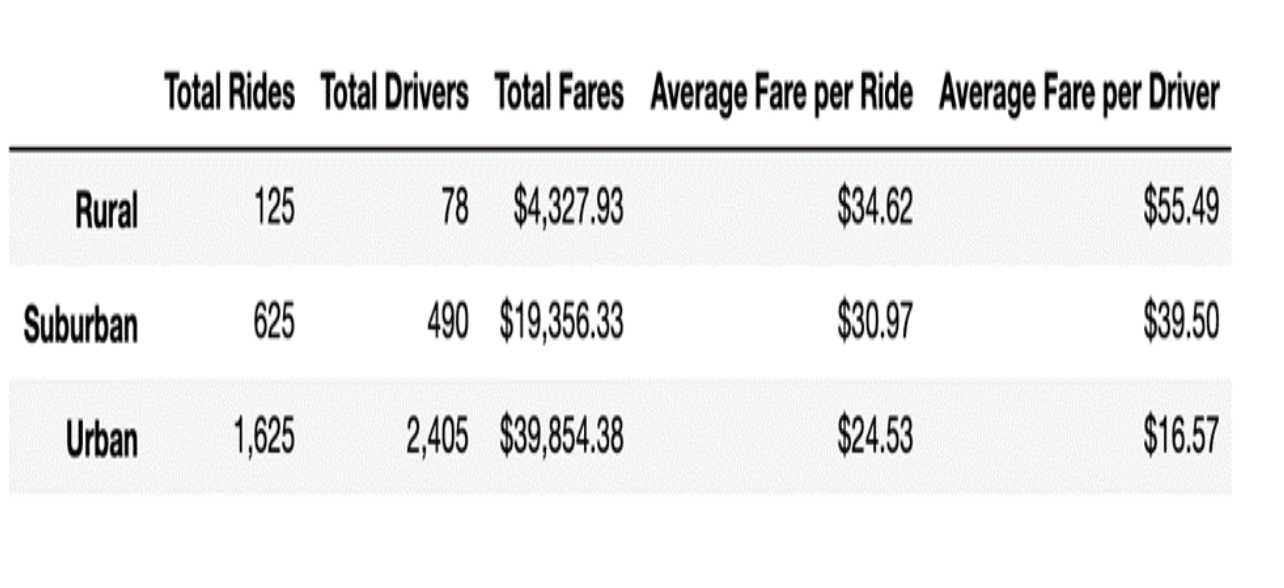 Total Rides Total Drivers Total Fares Average Fare per Ride Average Fare per Driver
Rural 125 78 $4,327.93 $34.62 $55.49
Suburban 625 490 $19,356.33 $30.97 $39.50
Urban 1,625 2,405 $39,854.38 $24.53 $16.57